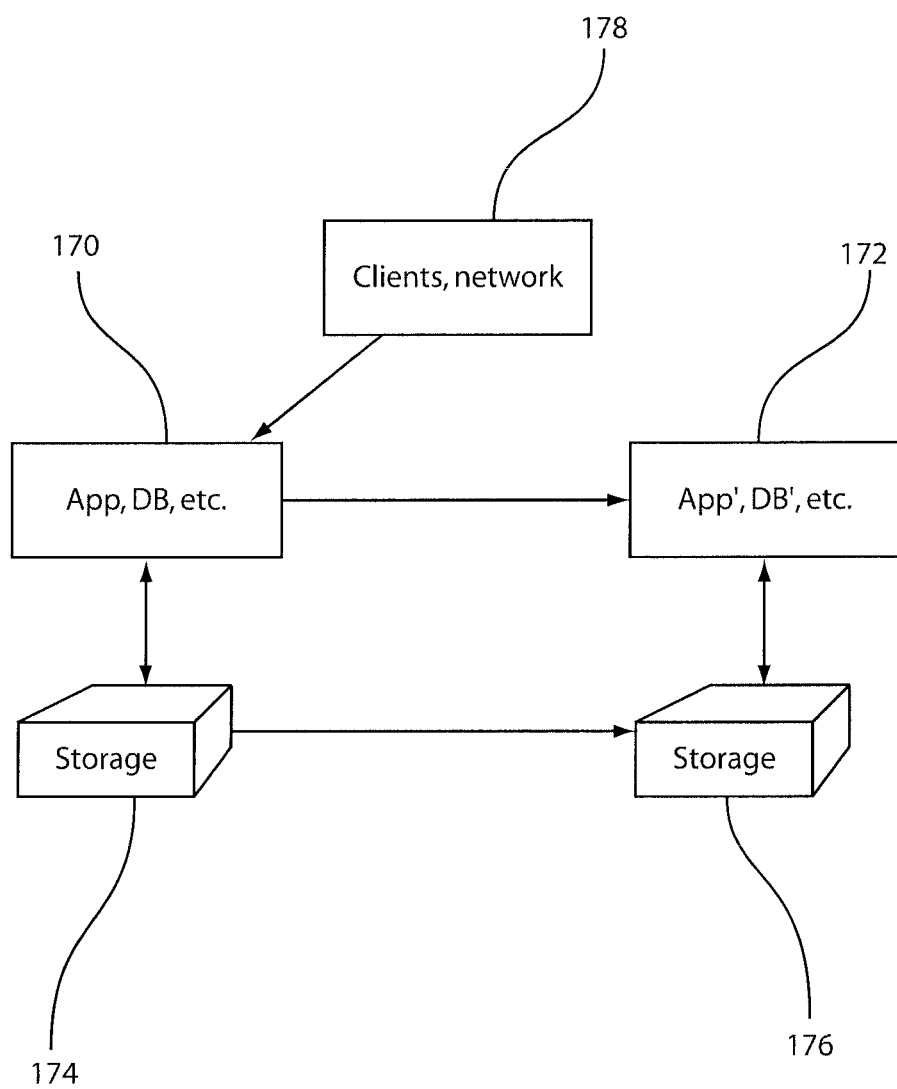 178
170
Clients, network
172
App, DB, etc.
App', DB', etc.
Storage
Storage
174
176